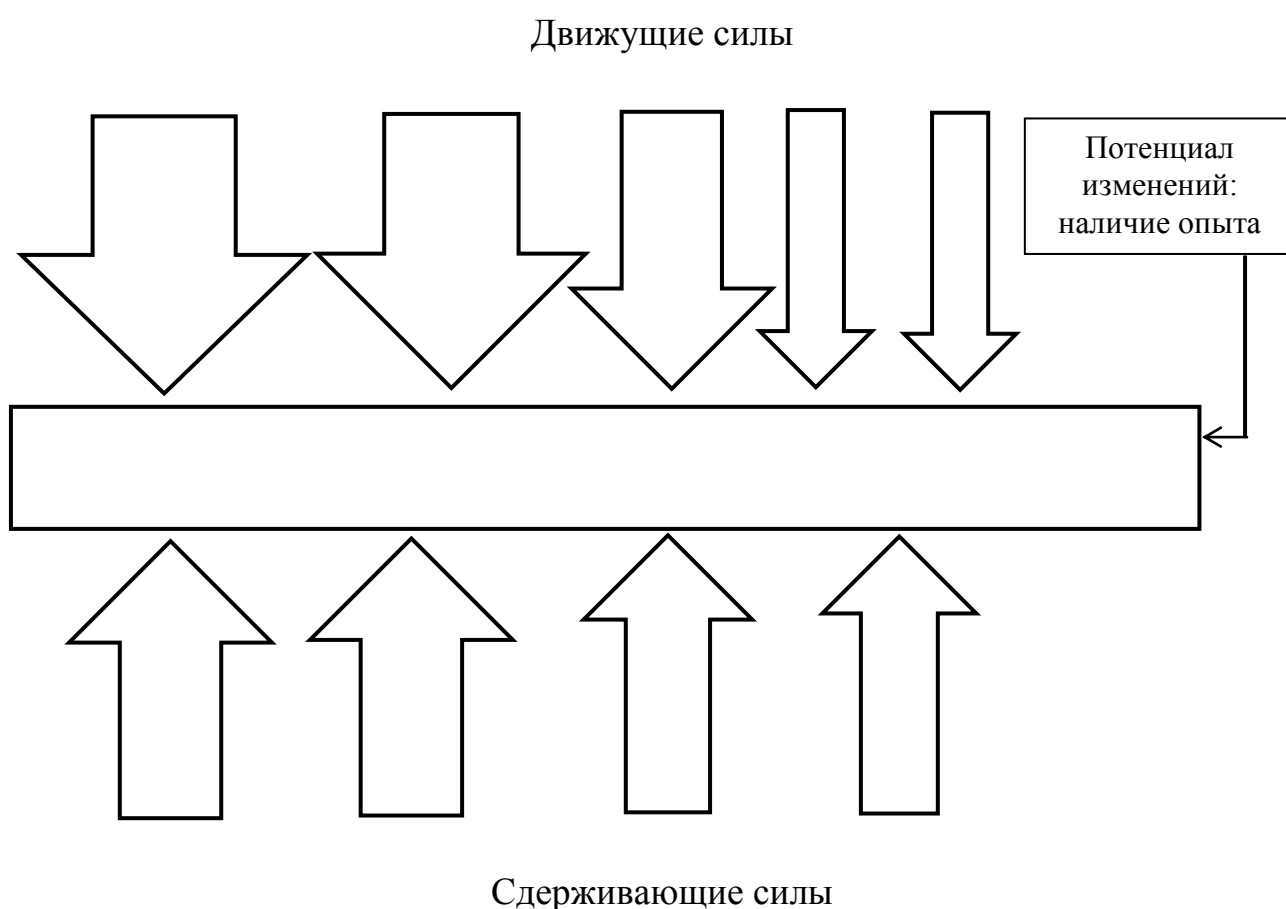 Движущие силы
Потенциал
изменений:
наличие опыта
Сдерживающие силы